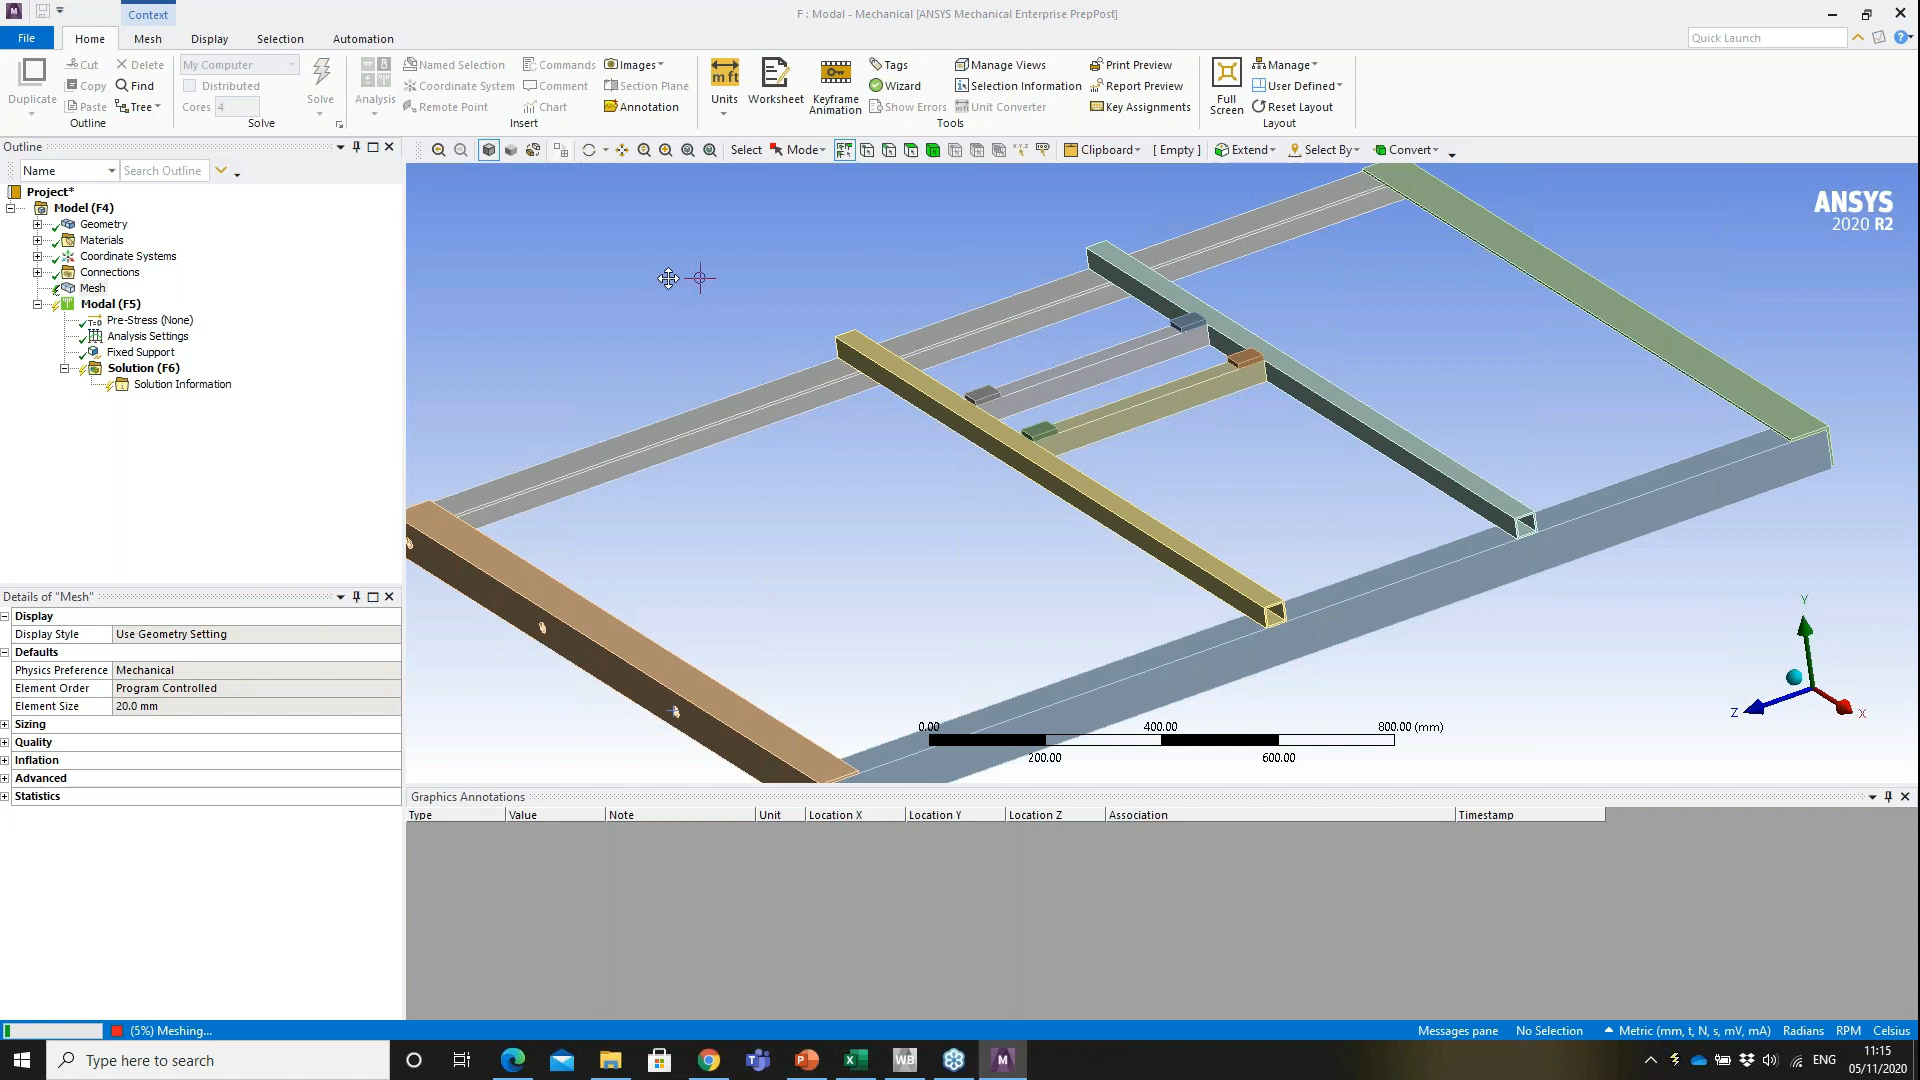 Context
F : Modal - Mechanical [ANSYS Mechanical Enterprise PrepPost]
File
Home
Mesh
Display
Selection
Automation
Quick Launch
Duplicate
Cut
Copy
Paste
Delete
Find
Tree
Outline
My Computer
Distributed
Cores 4
Solve
Solve
Analysis
Named Selection
Coordinate System
Remote Point
Commands
Comment
Chart
Images
Section Plane
Annotation
Insert
Units
Worksheet
Keyframe
Animation
Tags
Wizard
Show Errors
Manage Views
Selection Information
Unit Converter
Print Preview
Report Preview
Key Assignments
Tools
Full
Screen
Manage
User Defined
Reset Layout
Layout
Outline
Name
Search Outline
Select
Mode
Clipboard
[ Empty ]
Extend
Select By
Convert
Project*
Model (F4)
Geometry
Materials
Coordinate Systems
Connections
Mesh
Modal (F5)
Pre-Stress (None)
Analysis Settings
Fixed Support
Solution (F6)
Solution Information
ANSYS
2020 R2
Details of "Mesh"
Display
Display Style Use Geometry Setting
Defaults
Physics Preference Mechanical
Element Order Program Controlled
Element Size 20.0 mm
Sizing
Quality
Inflation
Advanced
Statistics
Y
Z
X
0.00 400.00 800.00 (mm)
200.00 600.00
Graphics Annotations
Type Value Note Unit Location X Location Y Location Z Association Timestamp
(5%) Meshing...
Messages pane
No Selection
Metric (mm, t, N, s, mV, mA)
Radians
RPM
Celsius
Type here to search
ENG
11:15
05/11/2020